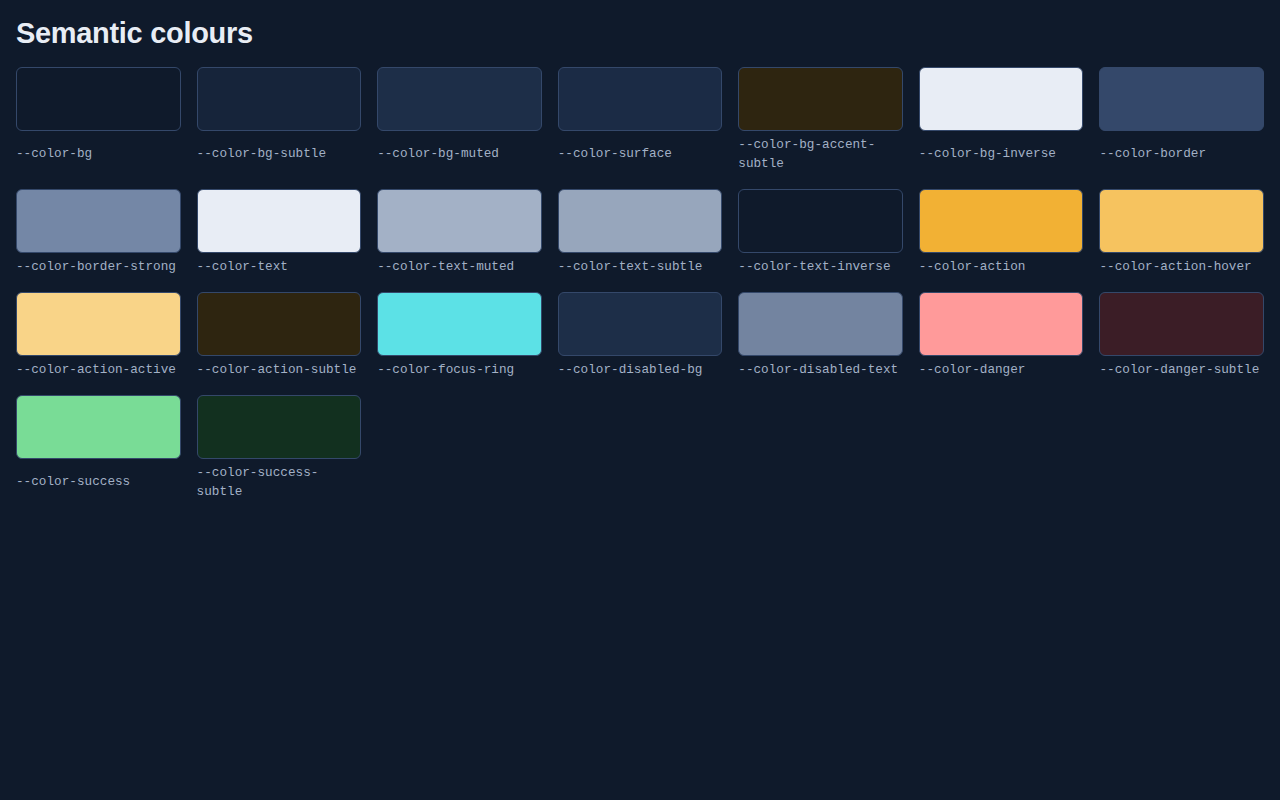 Semantic colours
--color-bg
--color-bg-subtle
--color-bg-muted
--color-surface
--color-bg-accent-
subtle
--color-bg-inverse
--color-border
--color-border-strong
--color-text
--color-text-muted
--color-text-subtle
--color-text-inverse
--color-action
--color-action-hover
--color-action-active
--color-action-subtle
--color-focus-ring
--color-disabled-bg
--color-disabled-text
--color-danger
--color-danger-subtle
--color-success
--color-success-
subtle